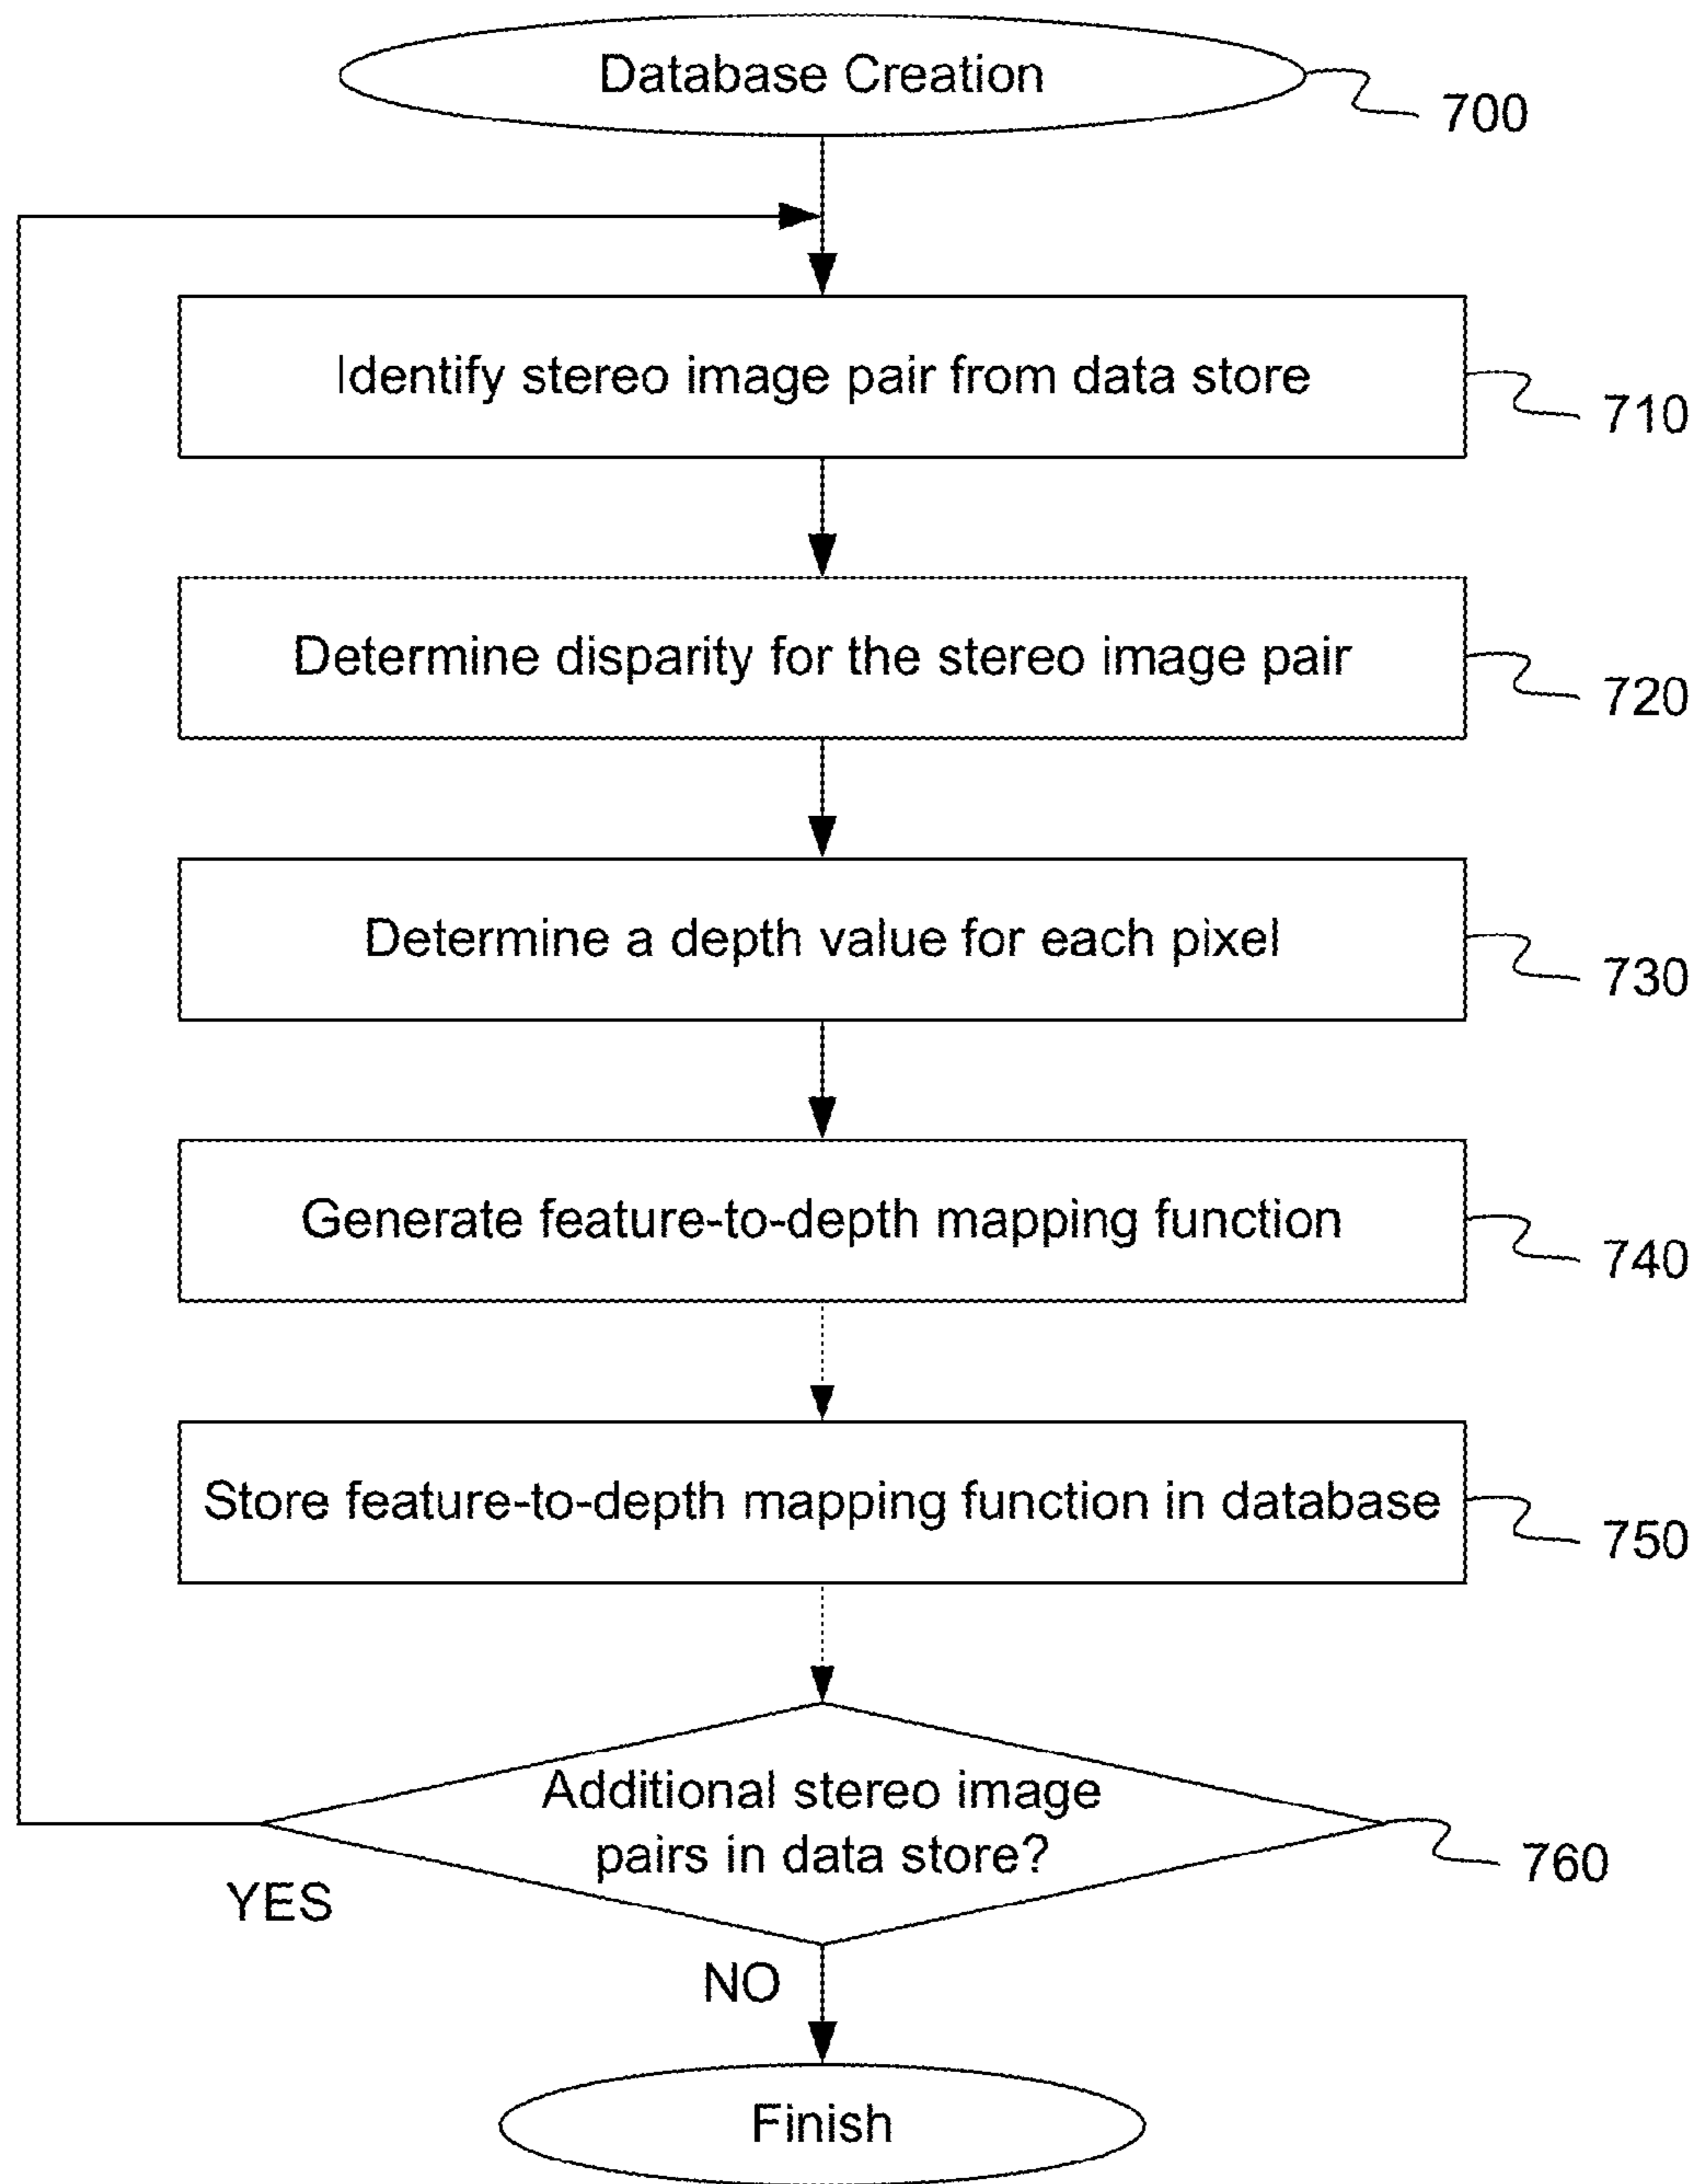 Database Creation
700
Identify stereo image pair from data store
710
Determine disparity for the stereo image pair
720
Determine a depth value for each pixel
730
Generate feature-to-depth mapping function
740
Store feature-to-depth mapping function in database
750
Additional stereo image
pairs in data store?
760
YES
NO
Finish